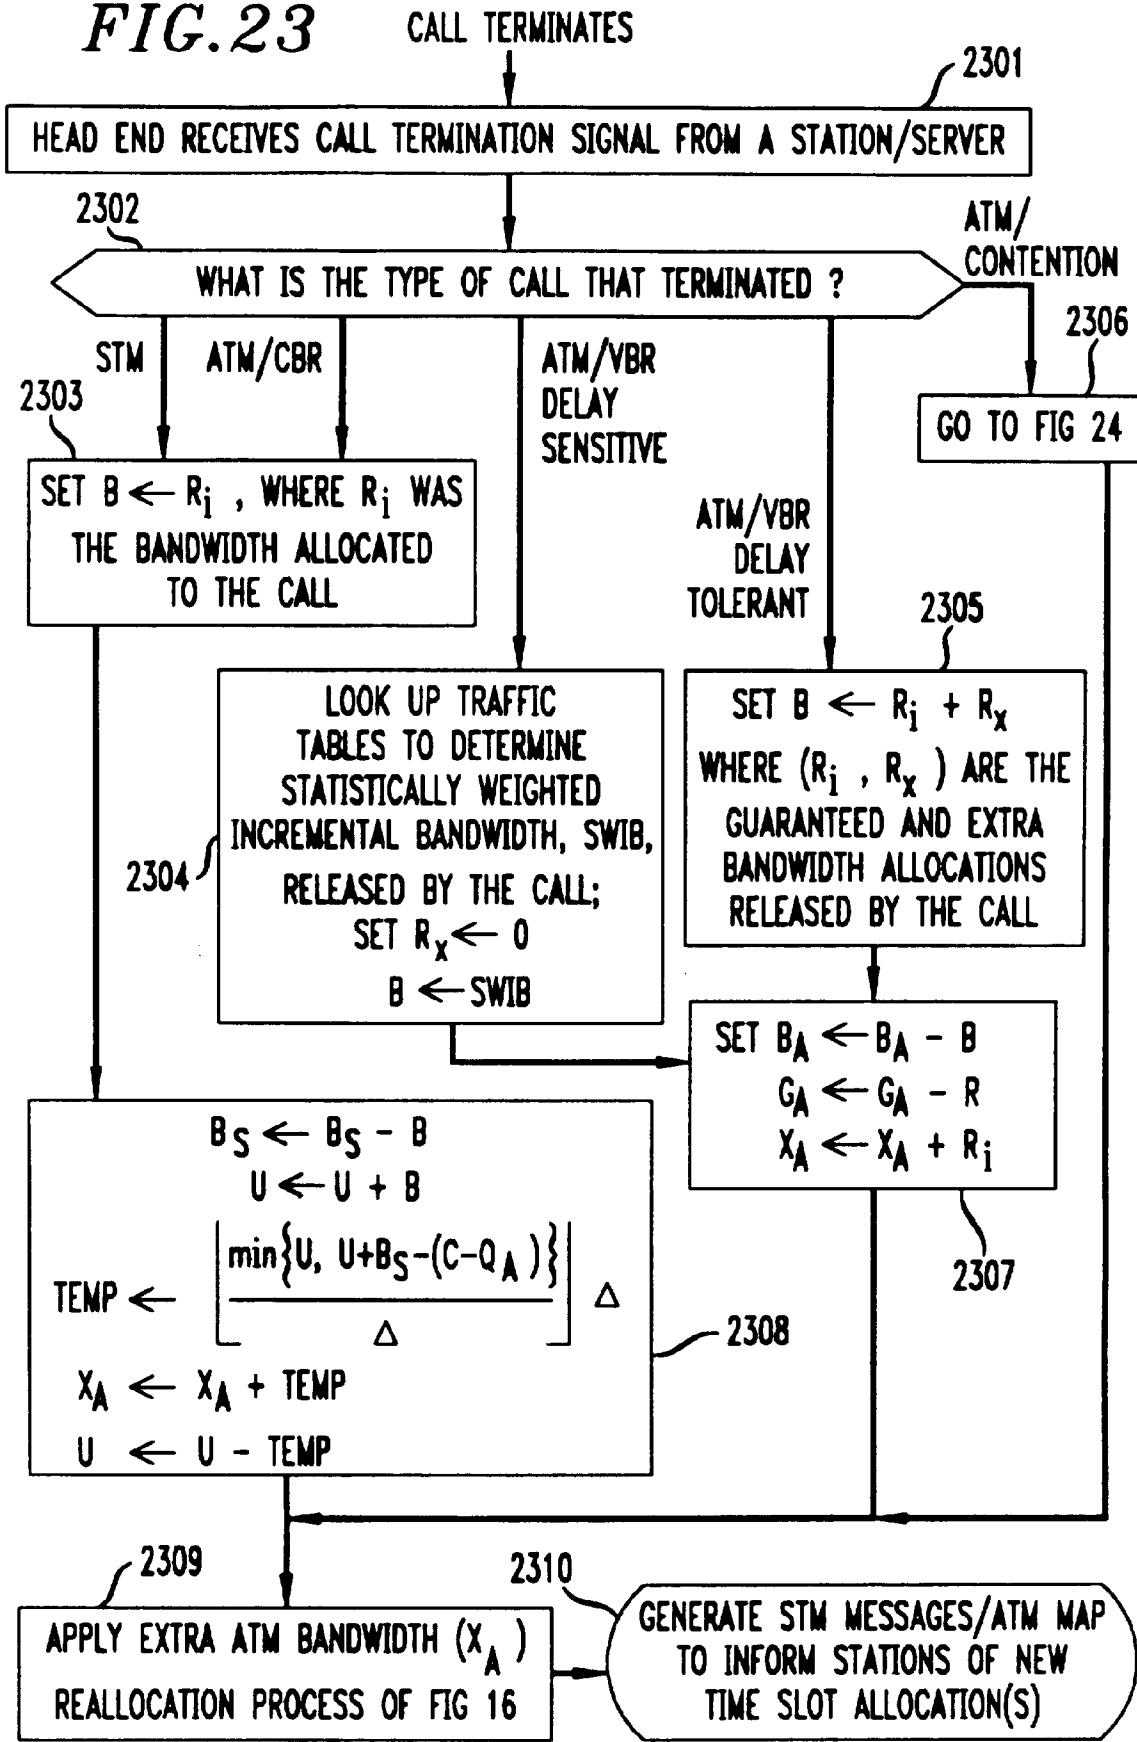 FIG.23
CALL TERMINATES
2301
HEAD END RECEIVES CALL TERMINATION SIGNAL FROM A STATION/SERVER
2302
WHAT IS THE TYPE OF CALL THAT TERMINATED ?
ATM/
CONTENTION
2306
GO TO FIG 24
STM
ATM/CBR
ATM/VBR
DELAY
SENSITIVE
ATM/VBR
DELAY
TOLERANT
2303
SET B ← Ri , WHERE Ri WAS
THE BANDWIDTH ALLOCATED
TO THE CALL
2304
LOOK UP TRAFFIC
TABLES TO DETERMINE
STATISTICALLY WEIGHTED
INCREMENTAL BANDWIDTH, SWIB,
RELEASED BY THE CALL;
SET Rx ← 0
B ← SWIB
2305
SET B ← Ri + Rx
WHERE (Ri , Rx ) ARE THE
GUARANTEED AND EXTRA
BANDWIDTH ALLOCATIONS
RELEASED BY THE CALL
SET BA ← BA - B
GA ← GA - R
XA ← XA + Ri
2307
BS ← BS - B
U ← U + B
TEMP ← ⌊ min{U, U+BS-(C-QA )} / Δ ⌋ Δ
XA ← XA + TEMP
U ← U - TEMP
2308
2309
APPLY EXTRA ATM BANDWIDTH (XA )
REALLOCATION PROCESS OF FIG 16
2310
GENERATE STM MESSAGES/ATM MAP
TO INFORM STATIONS OF NEW
TIME SLOT ALLOCATION(S)